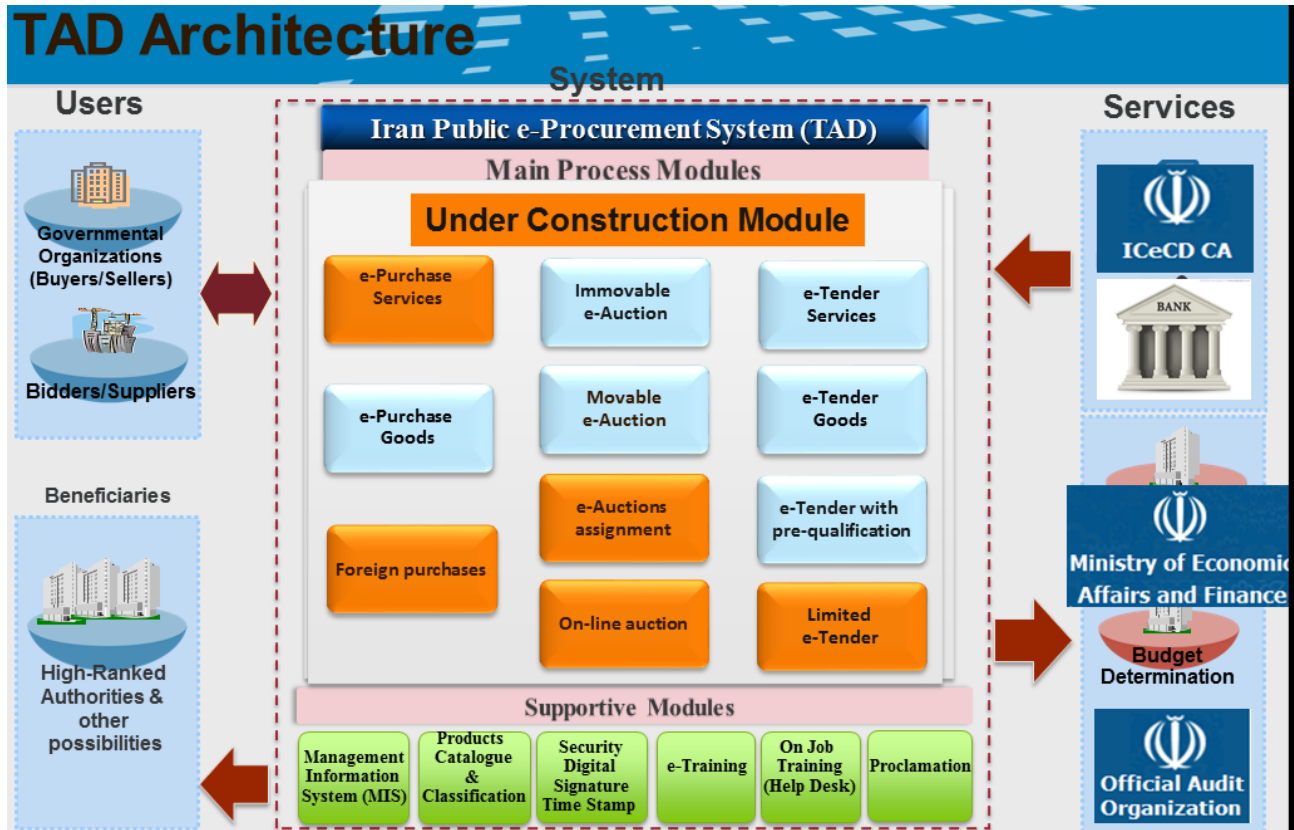 TAD Architecture
System
Users
Services
Iran Public e-Procurement System (TAD)
Main Process Modules
Under Construction Module
Governmental
Organizations
(Buyers/Sellers)
Bidders/Suppliers
e-Purchase
Services
Immovable
e-Auction
e-Tender
Services
e-Purchase
Goods
Movable
e-Auction
e-Tender
Goods
Foreign purchases
e-Auctions
assignment
e-Tender with
pre-qualification
On-line auction
Limited
e-Tender
ICeCD CA
BANK
Ministry of Economic
Affairs and Finance
Budget
Determination
Official Audit
Organization
Beneficiaries
High-Ranked
Authorities &
other
possibilities
Supportive Modules
Management
Information
System (MIS)
Products
Catalogue
&
Classification
Security
Digital
Signature
Time Stamp
e-Training
On Job
Training
(Help Desk)
Proclamation